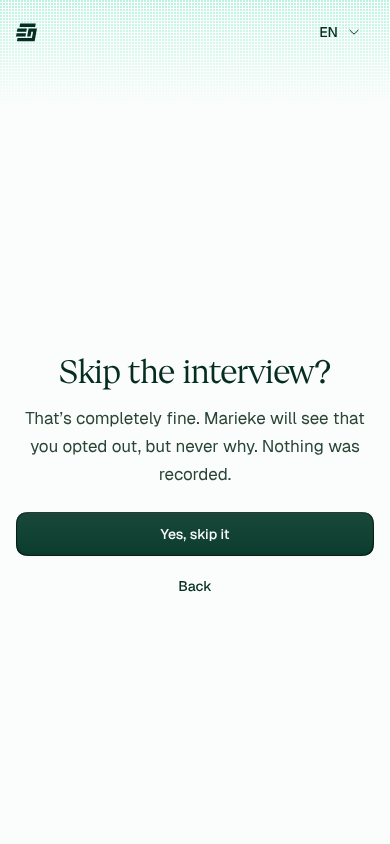 EN
Skip the interview?
That’s completely fine. Marieke will see that
you opted out, but never why. Nothing was
recorded.
Yes, skip it
Back